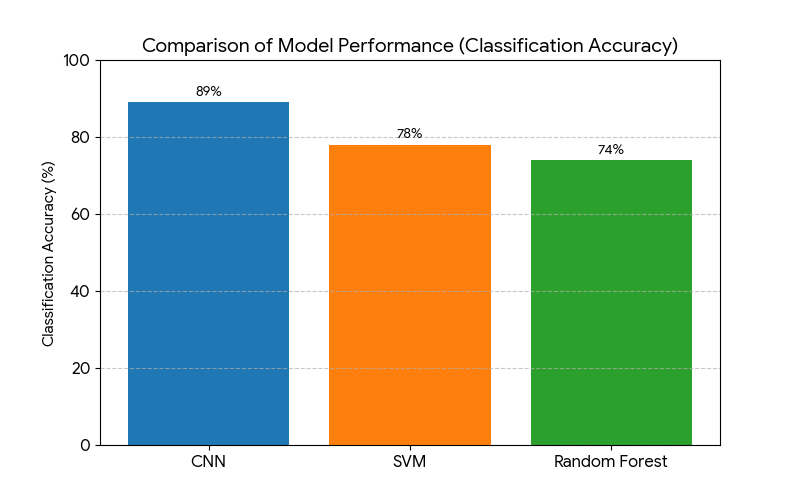 Comparison of Model Performance (Classification Accuracy)
Classification Accuracy (%)
100
80
60
40
20
0
89%
78%
74%
CNN
SVM
Random Forest